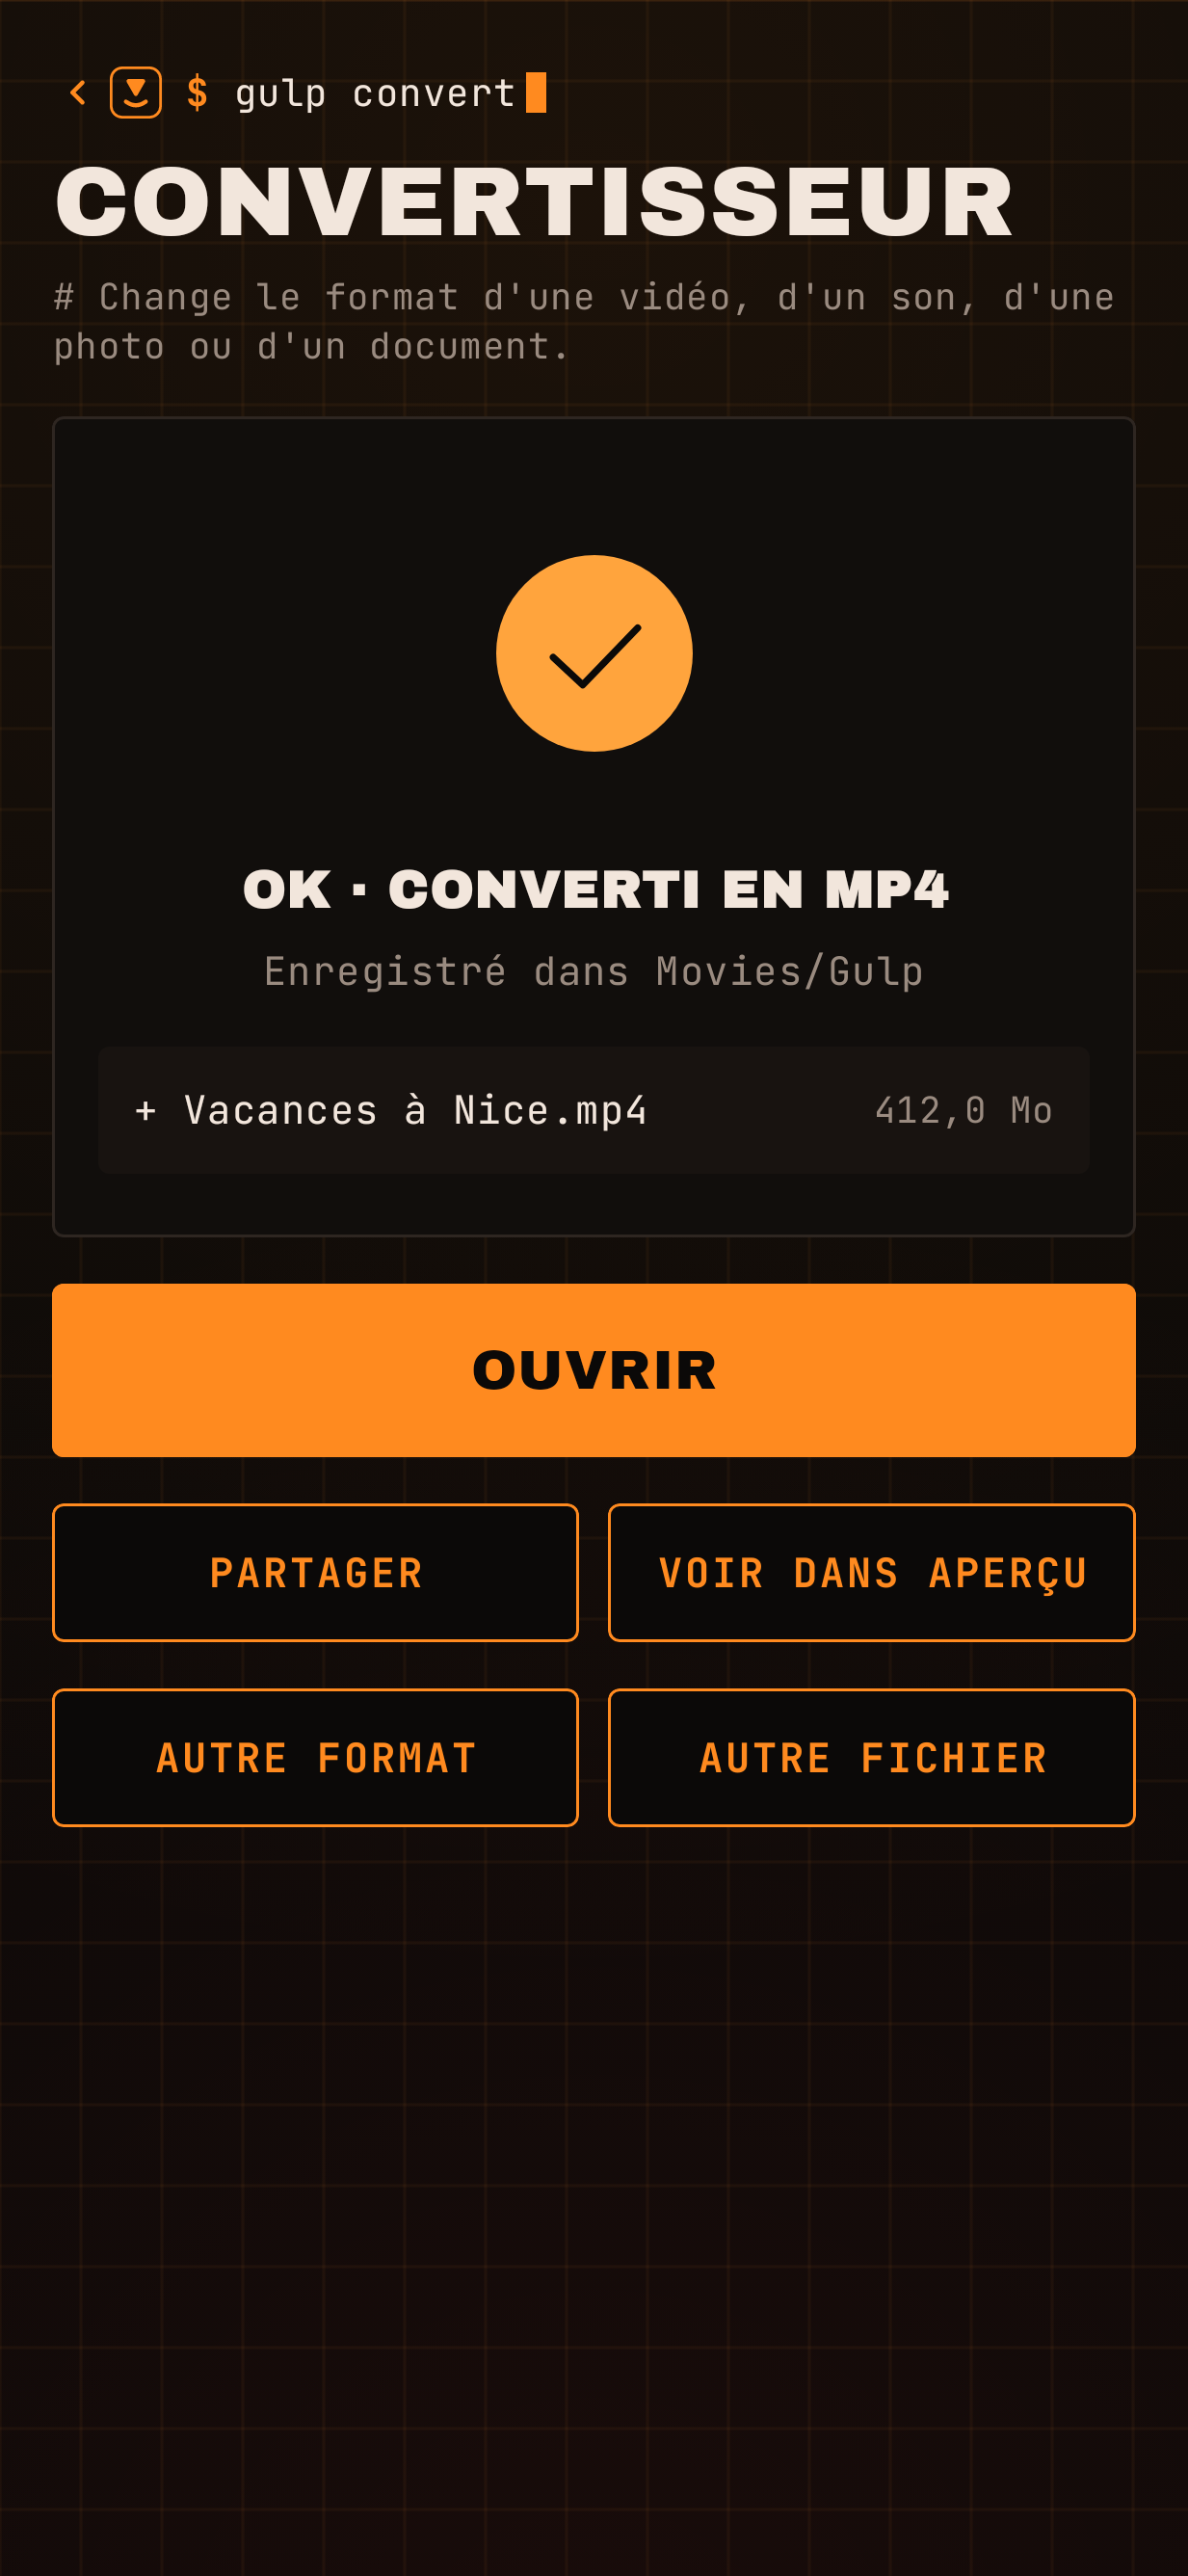 $ gulp convert
CONVERTISSEUR
# Change le format d'une vidéo, d'un son, d'une
photo ou d'un document.
OK · CONVERTI EN MP4
Enregistré dans Movies/Gulp
+ Vacances à Nice.mp4 412,0 Mo
OUVRIR
PARTAGER VOIR DANS APERÇU
AUTRE FORMAT AUTRE FICHIER